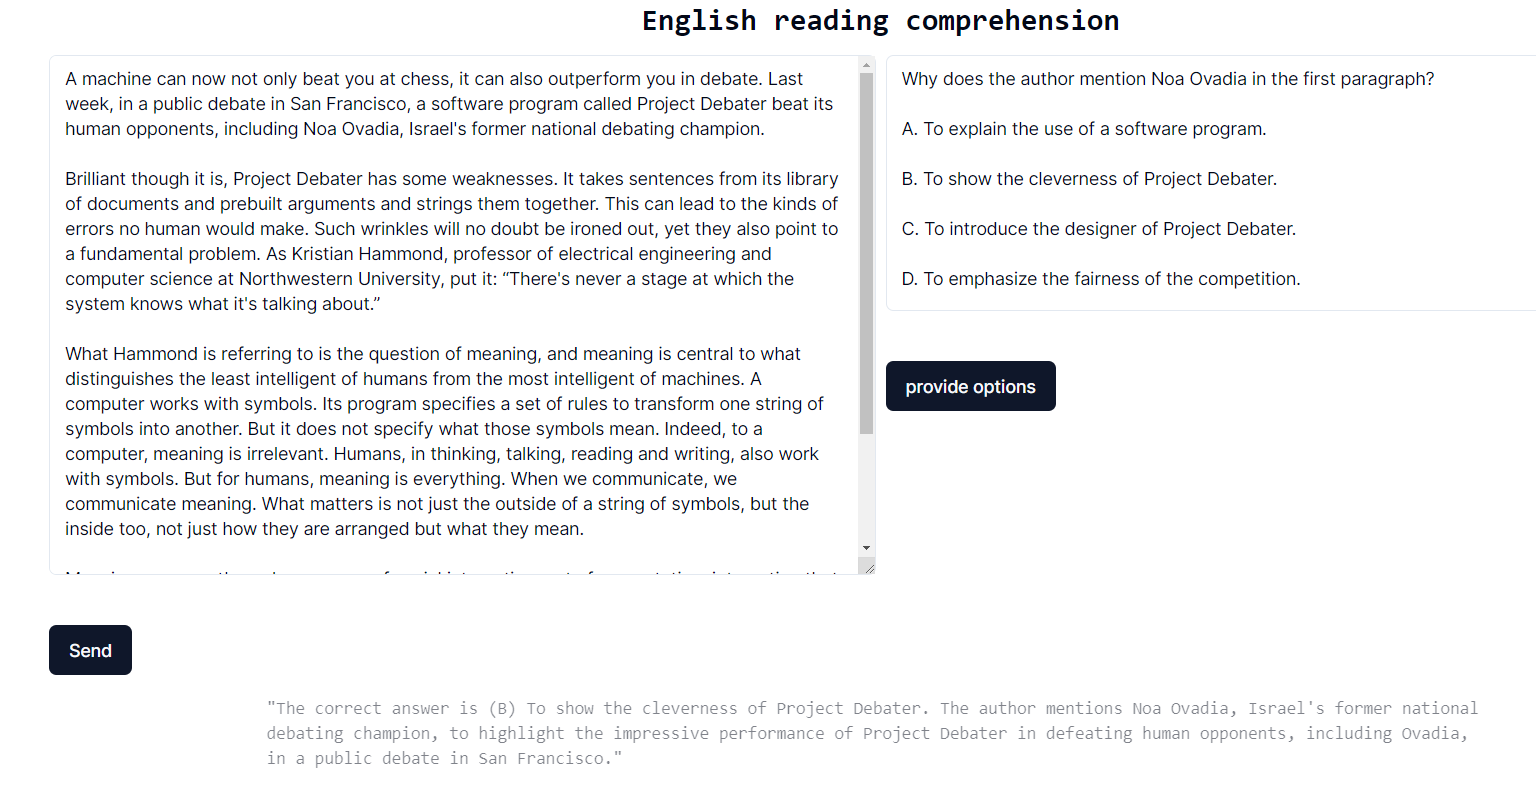 English reading comprehension
A machine can now not only beat you at chess, it can also outperform you in debate. Last
week, in a public debate in San Francisco, a software program called Project Debater beat its
human opponents, including Noa Ovadia, Israel's former national debating champion.
Brilliant though it is, Project Debater has some weaknesses. It takes sentences from its library
of documents and prebuilt arguments and strings them together. This can lead to the kinds of
errors no human would make. Such wrinkles will no doubt be ironed out, yet they also point to
a fundamental problem. As Kristian Hammond, professor of electrical engineering and
computer science at Northwestern University, put it: “There's never a stage at which the
system knows what it's talking about.”
What Hammond is referring to is the question of meaning, and meaning is central to what
distinguishes the least intelligent of humans from the most intelligent of machines. A
computer works with symbols. Its program specifies a set of rules to transform one string of
symbols into another. But it does not specify what those symbols mean. Indeed, to a
computer, meaning is irrelevant. Humans, in thinking, talking, reading and writing, also work
with symbols. But for humans, meaning is everything. When we communicate, we
communicate meaning. What matters is not just the outside of a string of symbols, but the
inside too, not just how they are arranged but what they mean.
Why does the author mention Noa Ovadia in the first paragraph?
A. To explain the use of a software program.
B. To show the cleverness of Project Debater.
C. To introduce the designer of Project Debater.
D. To emphasize the fairness of the competition.
provide options
Send
"The correct answer is (B) To show the cleverness of Project Debater. The author mentions Noa Ovadia, Israel's former national
debating champion, to highlight the impressive performance of Project Debater in defeating human opponents, including Ovadia,
in a public debate in San Francisco."